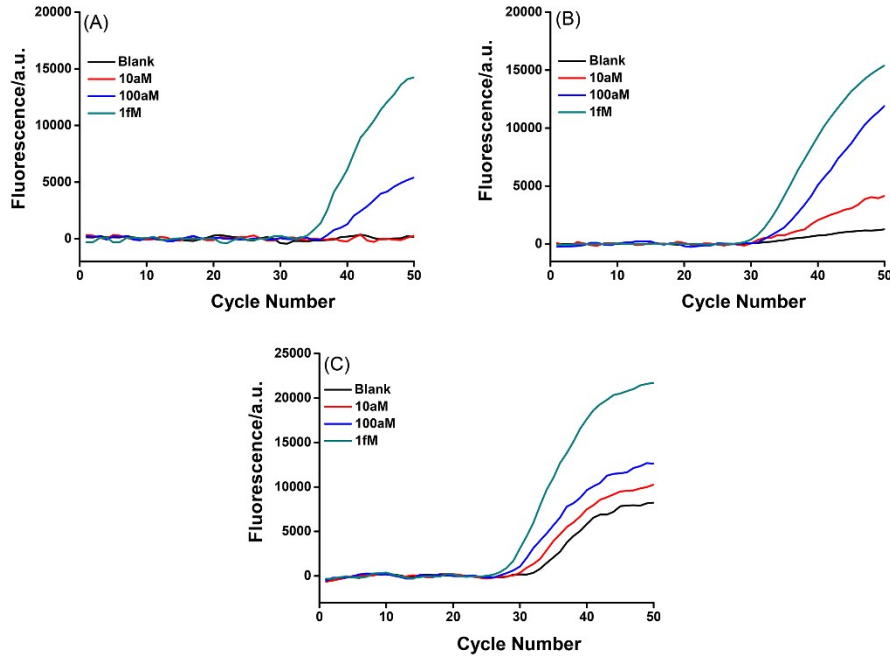 (A)
Blank
10aM
100aM
1fM
Fluorescence/a.u.
20000
15000
10000
5000
0
0 10 20 30 40 50
Cycle Number
(B)
Blank
10aM
100aM
1fM
Fluorescence/a.u.
20000
15000
10000
5000
0
0 10 20 30 40 50
Cycle Number
(C)
Blank
10aM
100aM
1fM
Fluorescence/a.u.
25000
20000
15000
10000
5000
0
0 10 20 30 40 50
Cycle Number